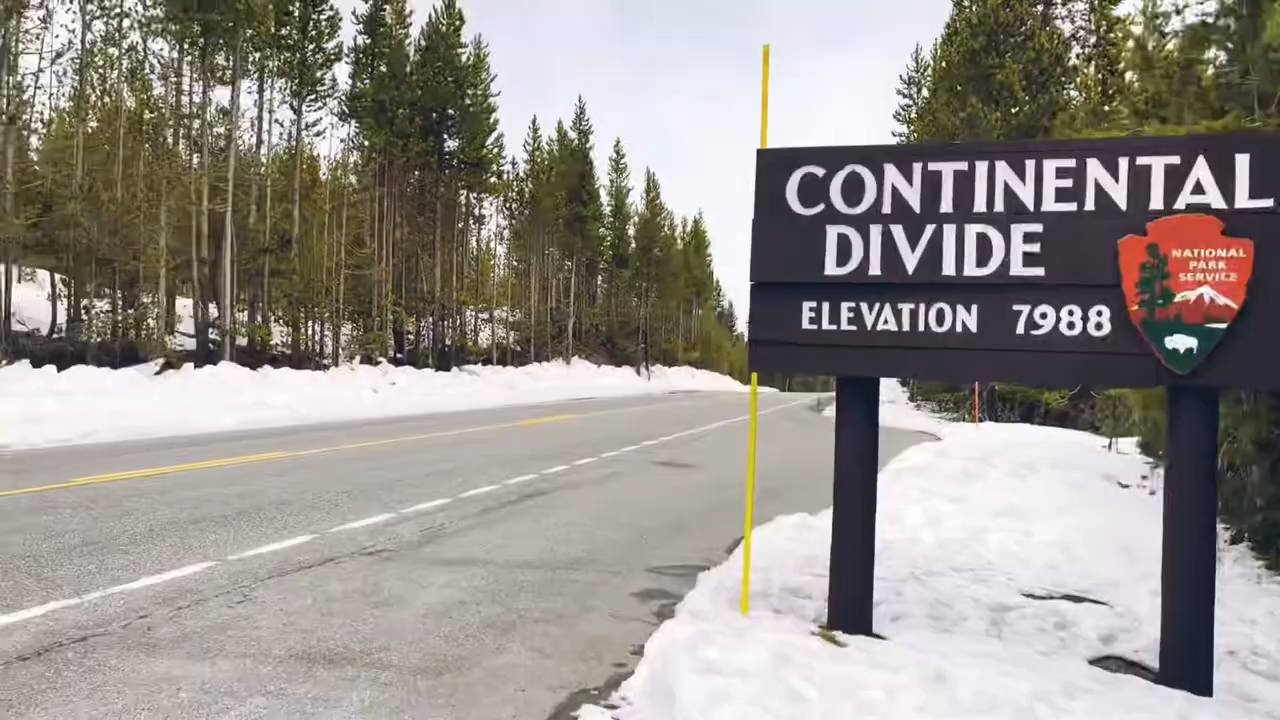 CONTINENTAL
DIVIDE
ELEVATION 7988
NATIONAL
PARK
SERVICE